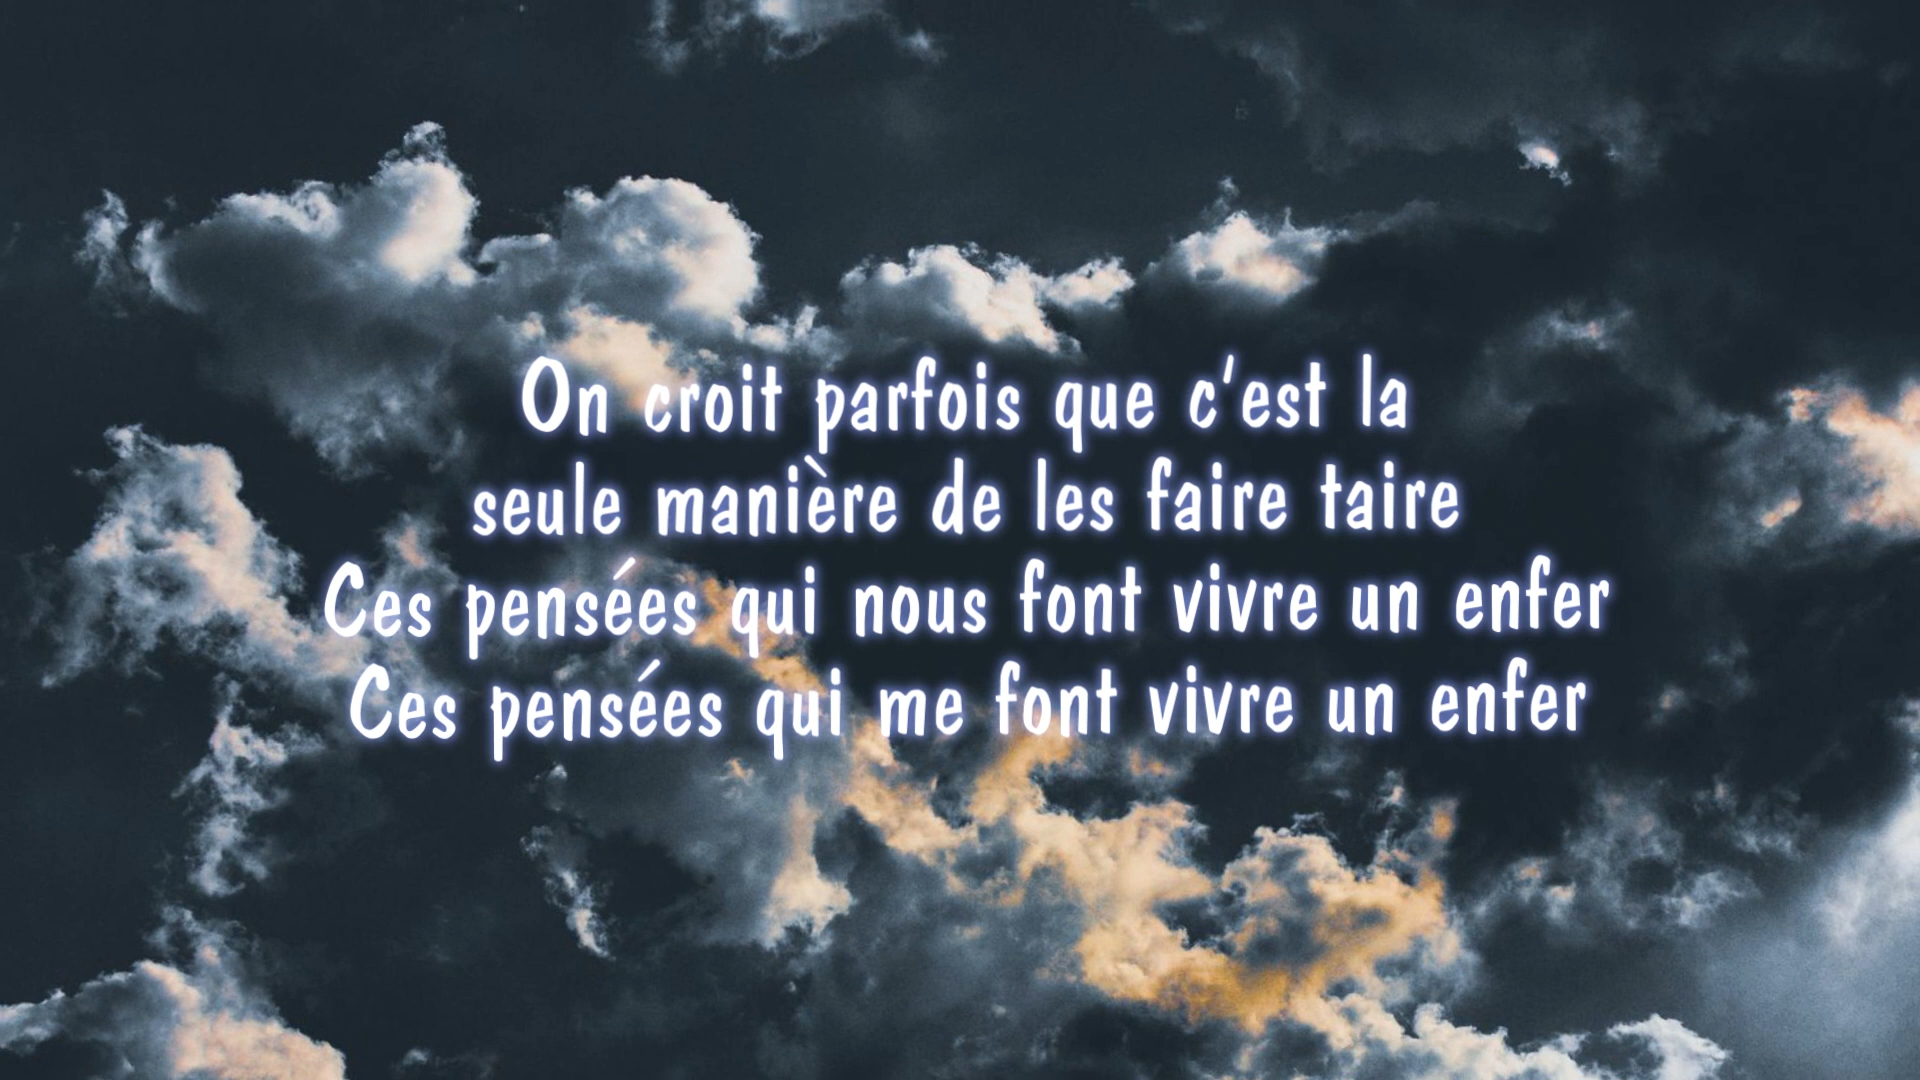 On croit parfois que c'est la
seule manière de les faire taire
Ces pensées qui nous font vivre un enfer
Ces pensées qui me font vivre un enfer